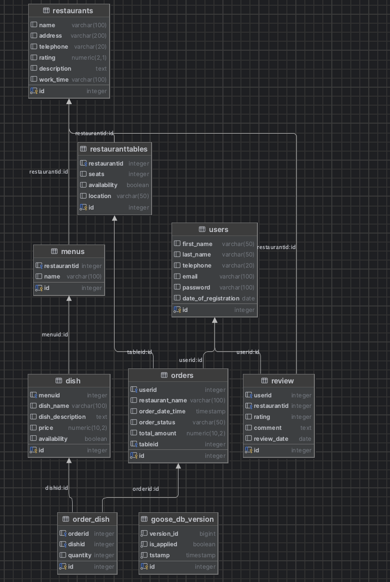 restaurants
name varchar(100)
address varchar(200)
telephone varchar(20)
rating numeric(2,1)
description text
work_time varchar(100)
id integer
restaurantid:id
restauranttables
restaurantid integer
seats integer
availability boolean
location varchar(50)
id integer
restaurantid:id
users
first_name varchar(50)
last_name varchar(50)
telephone varchar(20)
email varchar(100)
password varchar(100)
date_of_registration date
id integer
restaurantid:id
menus
restaurantid integer
name varchar(100)
id integer
menuid:id
tableid:id
userid:id
userid:id
dish
menuid integer
dish_name varchar(100)
dish_description text
price numeric(10,2)
availability boolean
id integer
orders
userid integer
restaurant_name varchar(100)
order_date_time timestamp
order_status varchar(50)
total_amount numeric(10,2)
tableid integer
id integer
review
userid integer
restaurantid integer
rating integer
comment text
review_date date
id integer
dishid:id
orderid:id
order_dish
orderid integer
dishid integer
quantity integer
id integer
goose_db_version
version_id bigint
is_applied boolean
tstamp timestamp
id integer